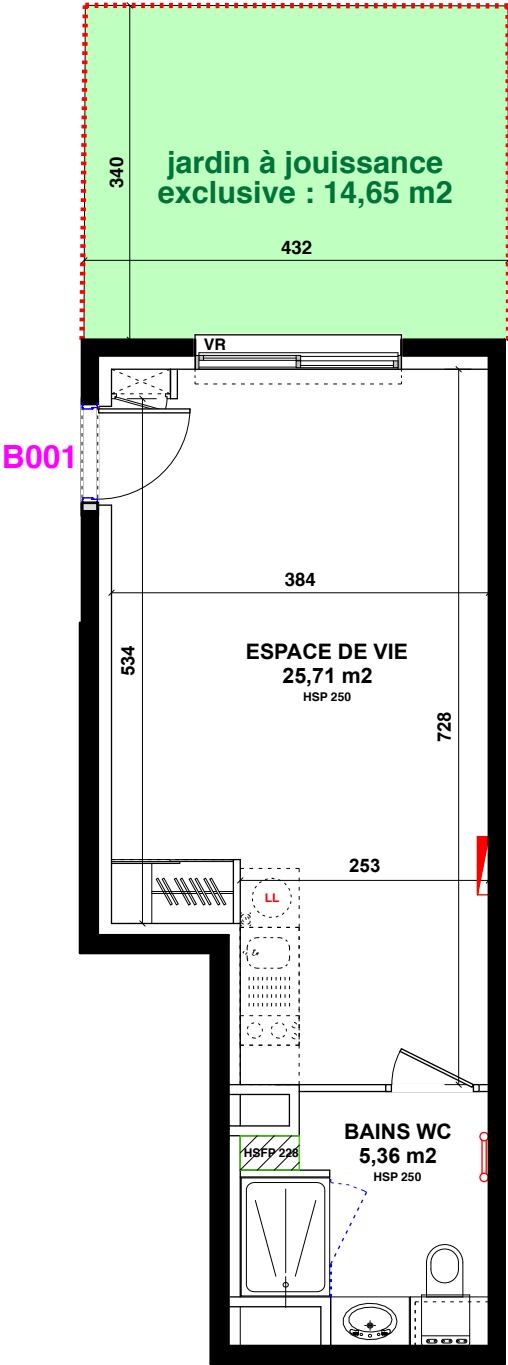 340
jardin à jouissance
exclusive : 14,65 m2
432
VR
B001
384
534
ESPACE DE VIE
25,71 m2
HSP 250
728
253
LL
BAINS WC
5,36 m2
HSP 250
HSFP 228